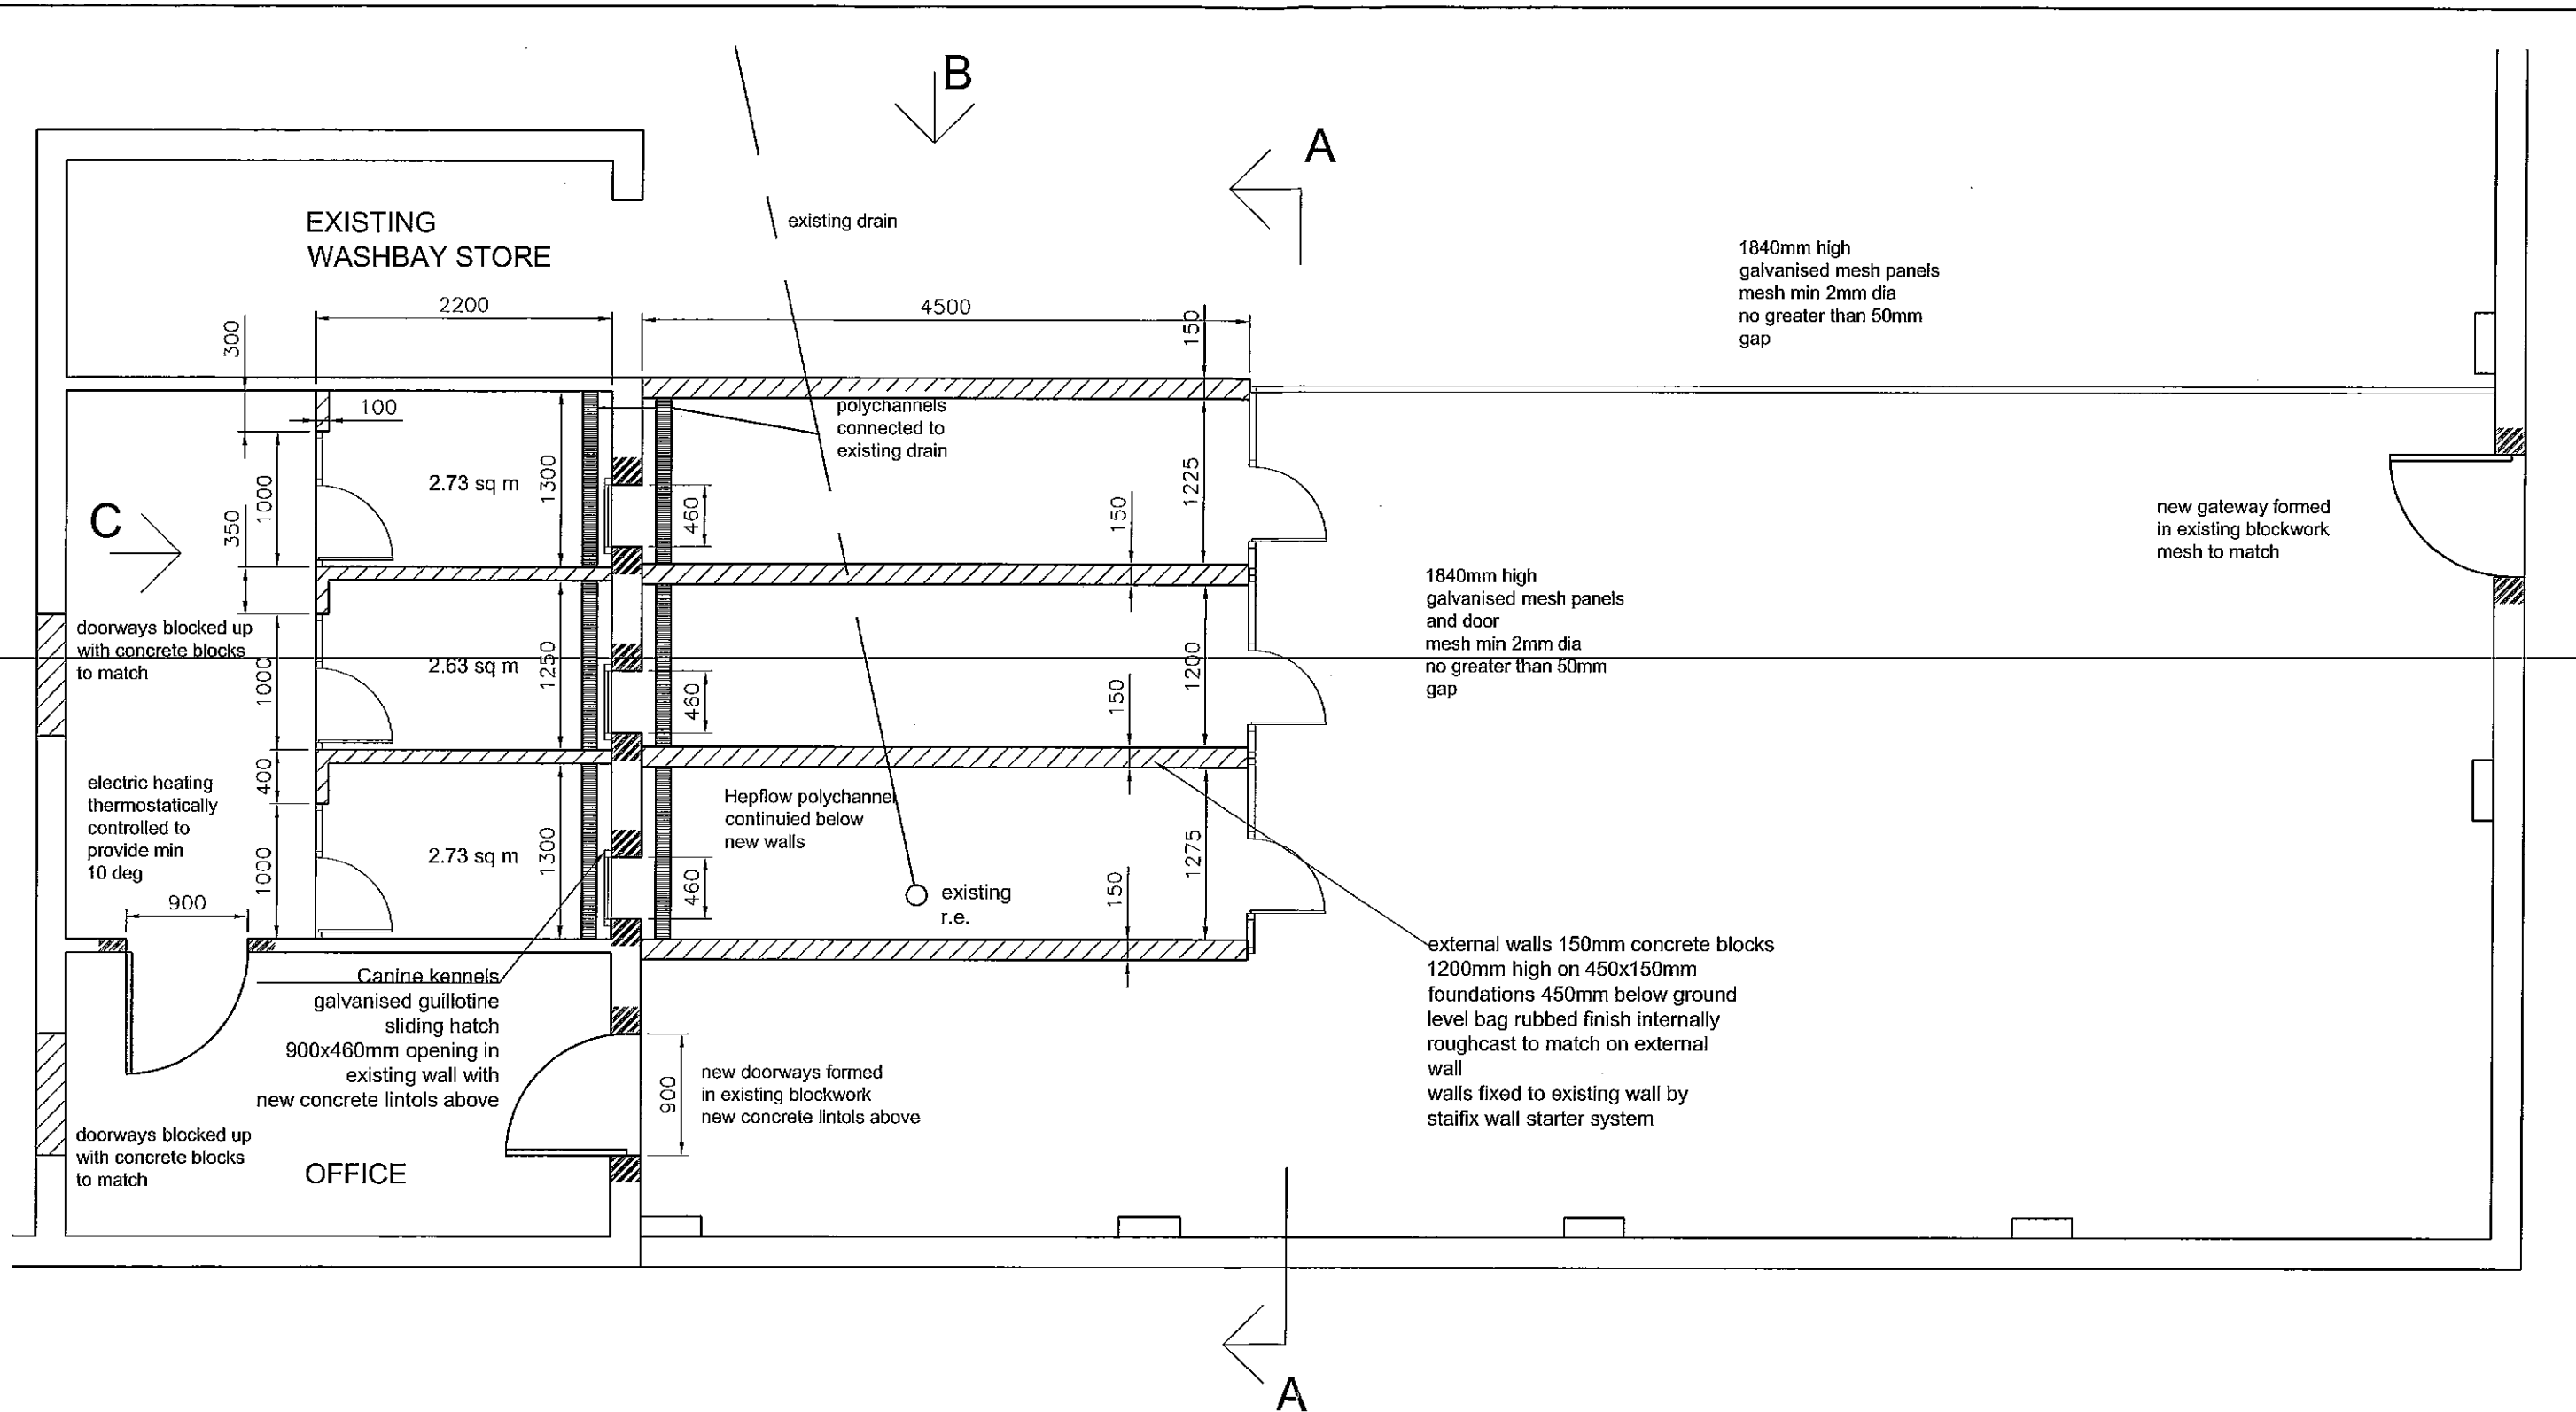 B
A
existing drain
EXISTING
WASHBAY STORE
1840mm high
galvanised mesh panels
mesh min 2mm dia
no greater than 50mm
gap
2200
4500
150
300
100
polychannels
connected to
existing drain
2.73 sq m
1300
1000
350
460
150
1225
C
new gateway formed
in existing blockwork
mesh to match
1840mm high
galvanised mesh panels
and door
mesh min 2mm dia
no greater than 50mm
gap
doorways blocked up
with concrete blocks
to match
1000
2.63 sq m
1250
460
150
1200
400
electric heating
thermostatically
controlled to
provide min
10 deg
1000
2.73 sq m
1300
Hepflow polychannel
continuied below
new walls
460
150
1275
existing
r.e.
900
Canine kennels
galvanised guillotine
sliding hatch
900x460mm opening in
existing wall with
new concrete lintols above
external walls 150mm concrete blocks
1200mm high on 450x150mm
foundations 450mm below ground
level bag rubbed finish internally
roughcast to match on external
wall
walls fixed to existing wall by
staifix wall starter system
900
new doorways formed
in existing blockwork
new concrete lintols above
doorways blocked up
with concrete blocks
to match
OFFICE
A